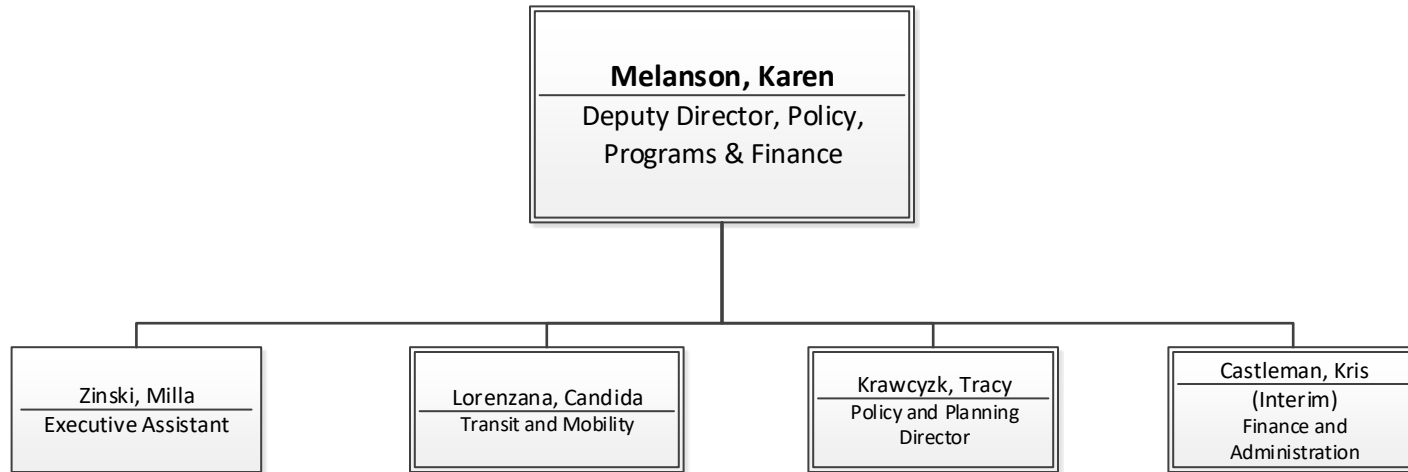 Melanson, Karen
Deputy Director, Policy,
Programs & Finance
Zinski, Milla
Executive Assistant
Lorenzana, Candida
Transit and Mobility
Krawcyzk, Tracy
Policy and Planning
Director
Castleman, Kris
(Interim)
Finance and
Administration